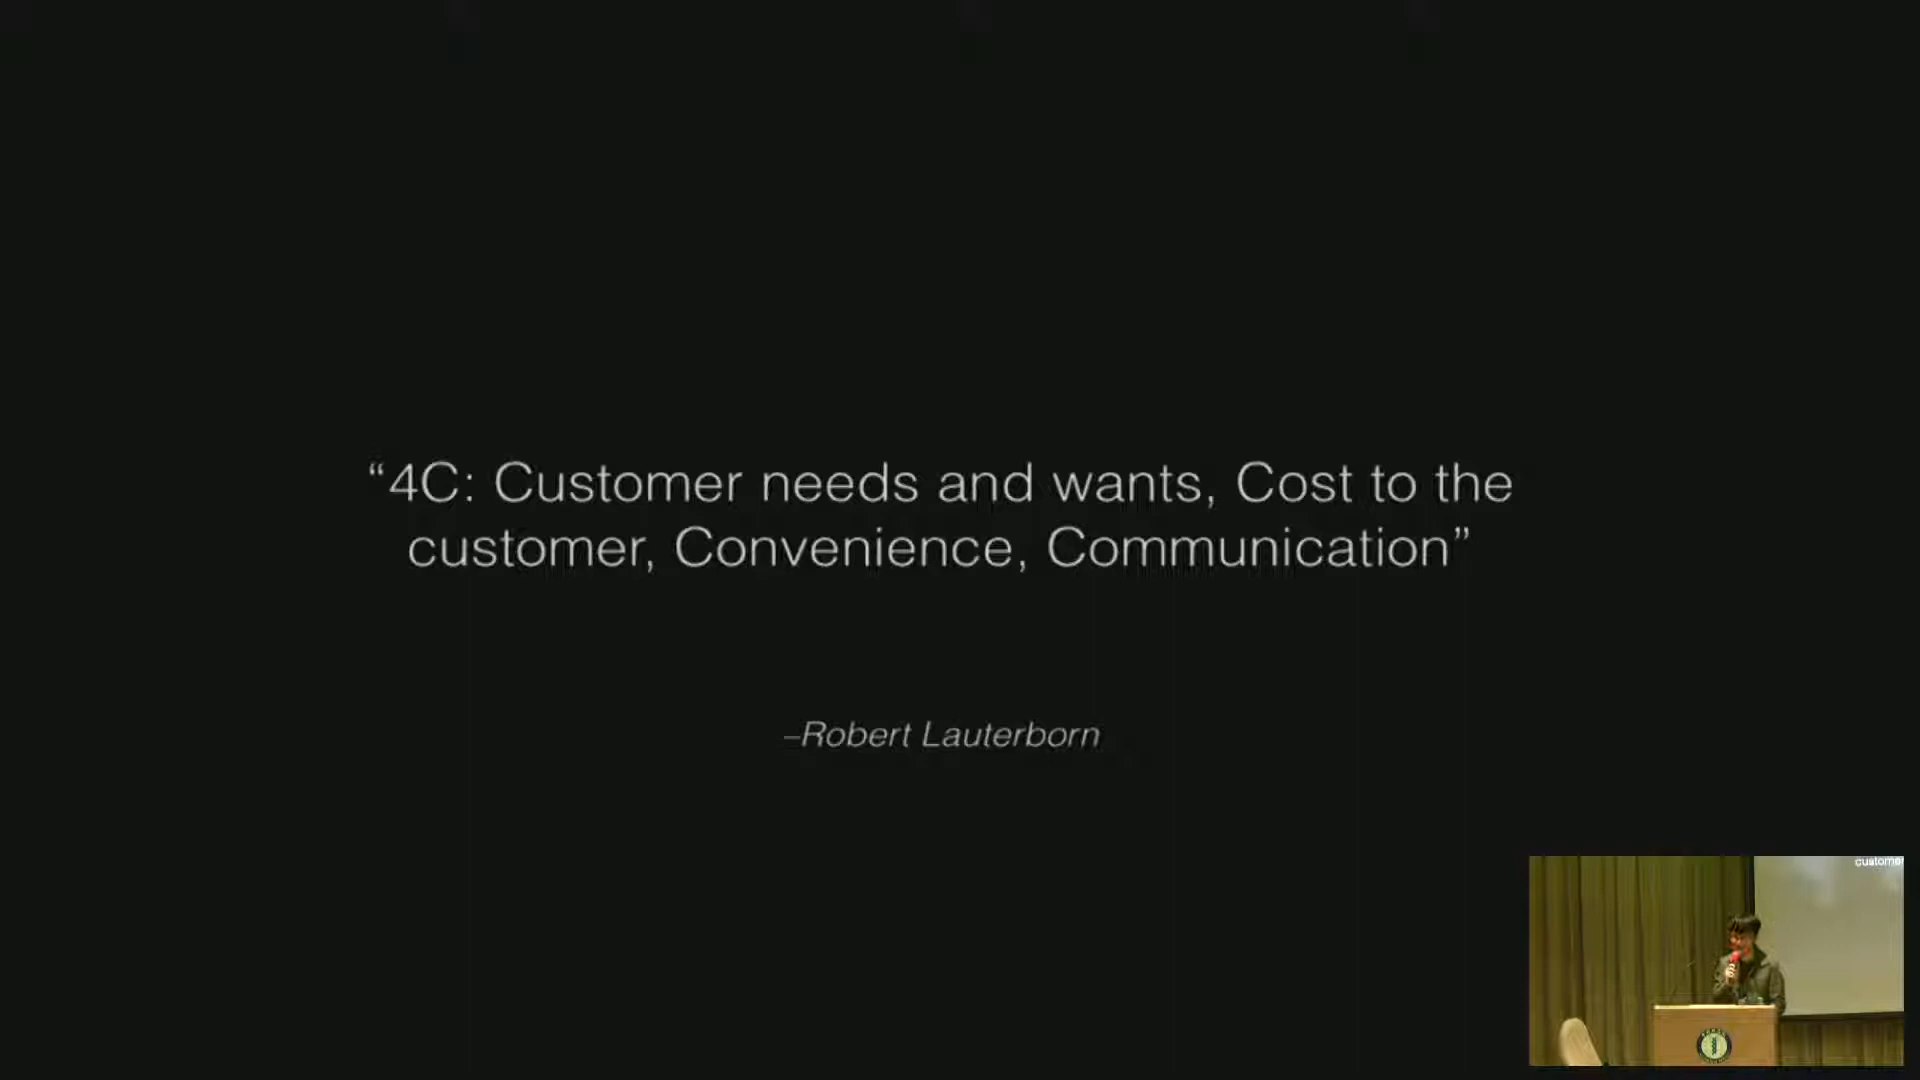 “4C: Customer needs and wants, Cost to the
customer, Convenience, Communication”
–Robert Lauterborn